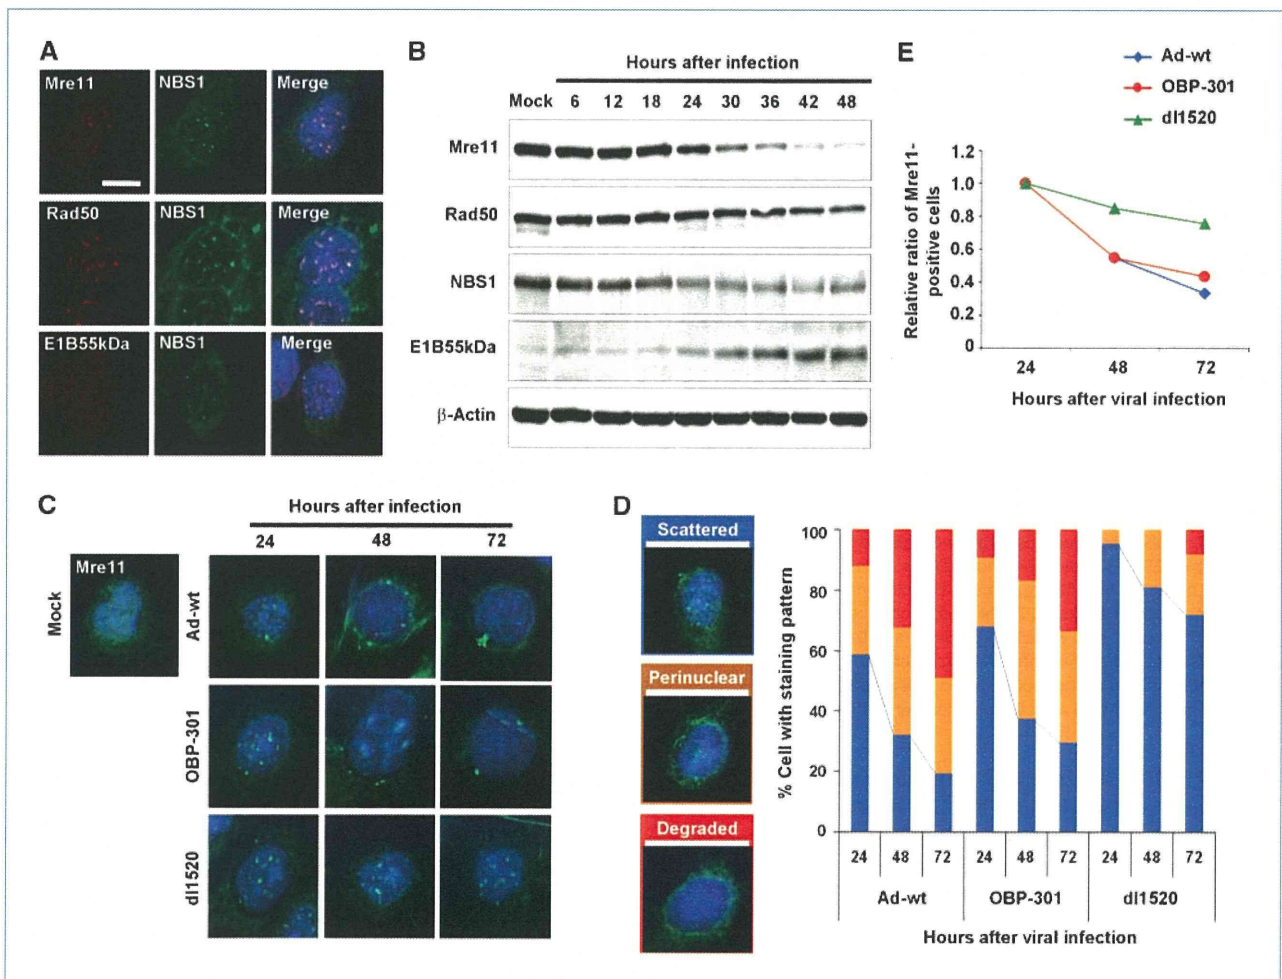 A
Mre11 NBS1 Merge
Rad50 NBS1 Merge
E1B55kDa NBS1 Merge
B
Hours after infection
Mock 6 12 18 24 30 36 42 48
Mre11
Rad50
NBS1
E1B55kDa
β-Actin
E
Ad-wt
OBP-301
dl1520
Relative ratio of Mre11-
positive cells
1.2
1.0
0.8
0.6
0.4
0.2
0
24 48 72
Hours after viral infection
C
Hours after infection
24 48 72
Mock
Mre11
Ad-wt
OBP-301
dl1520
D
Scattered
Perinuclear
Degraded
% Cell with staining pattern
100
80
60
40
20
0
24 48 72 24 48 72 24 48 72
Ad-wt OBP-301 dl1520
Hours after viral infection